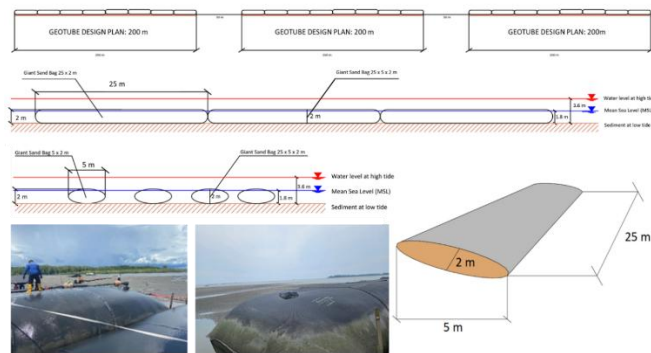 GEOTUBE DESIGN PLAN: 200 m
GEOTUBE DESIGN PLAN: 200 m
GEOTUBE DESIGN PLAN: 200 m
Giant Sand Bag 25 x 2 m
25 m
Giant Sand Bag 25 x 5 x 2 m
Water level at high tide
3.6 m
Mean Sea Level (MSL)
2 m
2 m
1.8 m
Sediment at low tide
Giant Sand Bag 5 x 2 m
5 m
Giant Sand Bag 25 x 5 x 2 m
Water level at high tide
3.6 m
Mean Sea Level (MSL)
2 m
2 m
1.8 m
Sediment at low tide
2 m
25 m
5 m